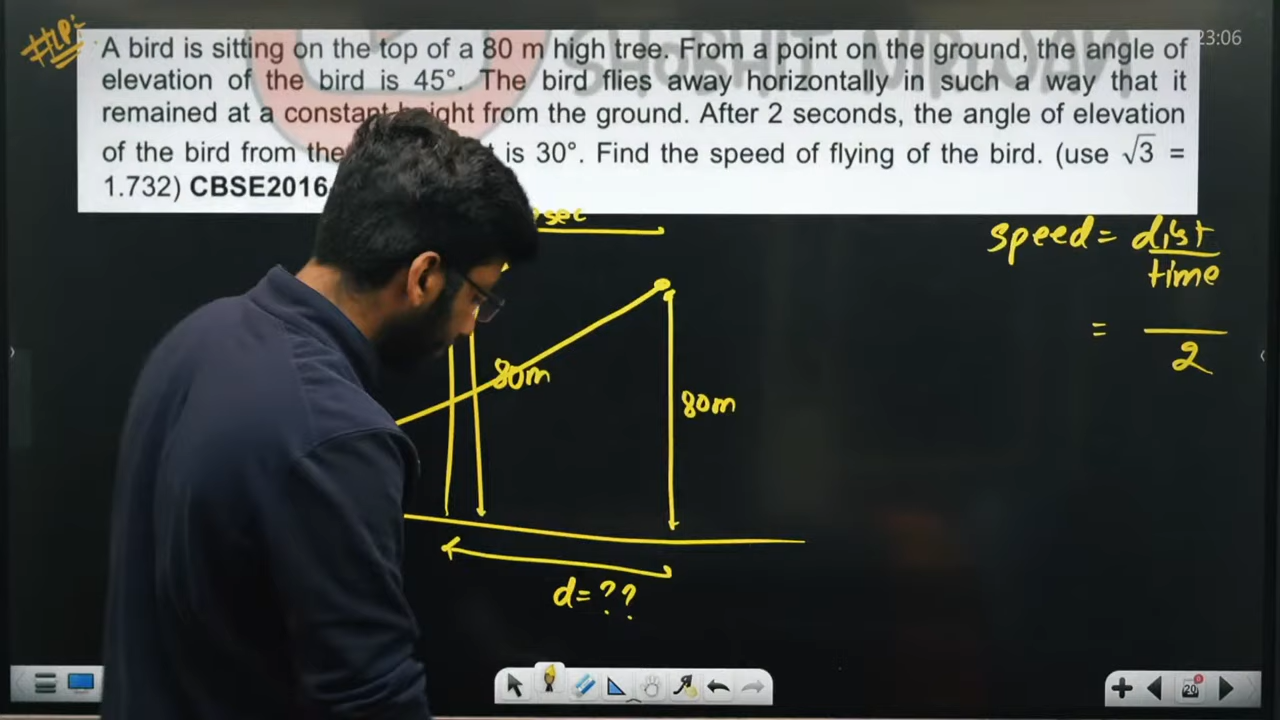 #LP:
23:06
A bird is sitting on the top of a 80 m high tree. From a point on the ground, the angle of
elevation of the bird is 45°. The bird flies away horizontally in such a way that it
remained at a constant height from the ground. After 2 seconds, the angle of elevation
of the bird from the is 30°. Find the speed of flying of the bird. (use √3 =
1.732) CBSE2016
sec
speed = dist
time
= 
2
80m
80m
d=??
20